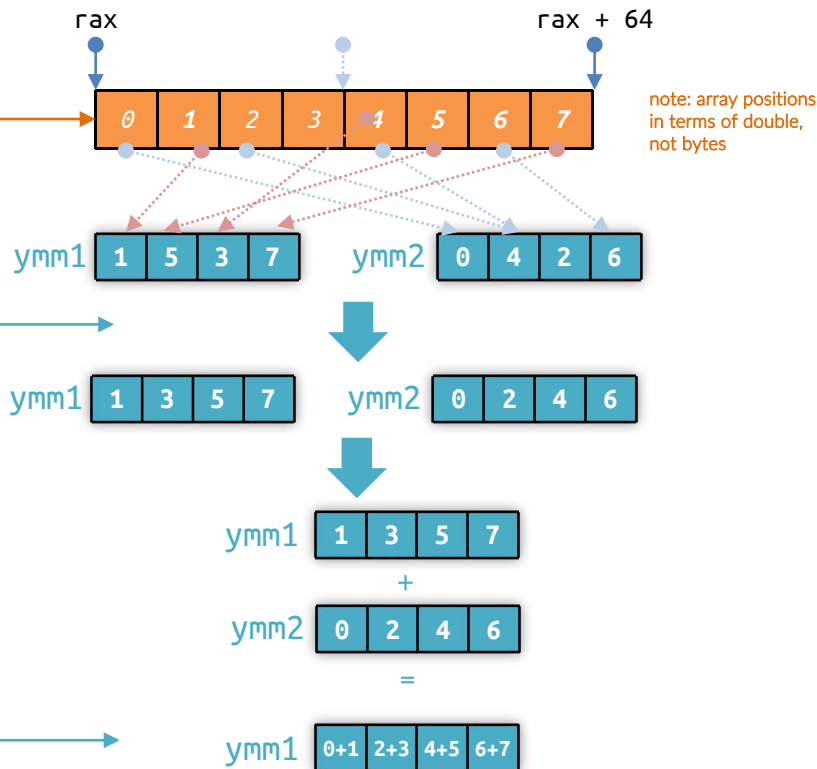 rax rax + 64
0 1 2 3 4 5 6 7
note: array positions
in terms of double,
not bytes
ymm1 1 5 3 7 ymm2 0 4 2 6
ymm1 1 3 5 7 ymm2 0 2 4 6
ymm1 1 3 5 7
+
ymm2 0 2 4 6
=
ymm1 0+1 2+3 4+5 6+7